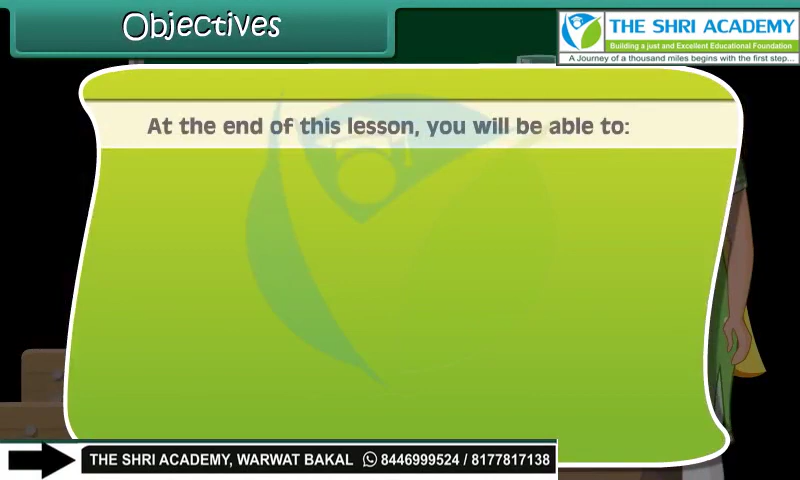 Objectives
THE SHRI ACADEMY
Building a just and Excellent Educational Foundation
A Journey of a thousand miles begins with the first step...
At the end of this lesson, you will be able to:
THE SHRI ACADEMY, WARWAT BAKAL 8446999524 / 8177817138